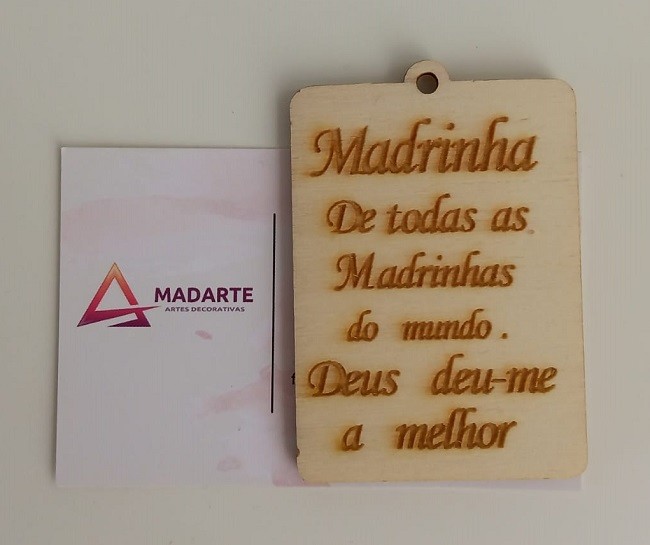 MADARTE
ARTES DECORATIVAS
Madrinha
De todas as
Madrinhas
do mundo.
Deus deu-me
a melhor